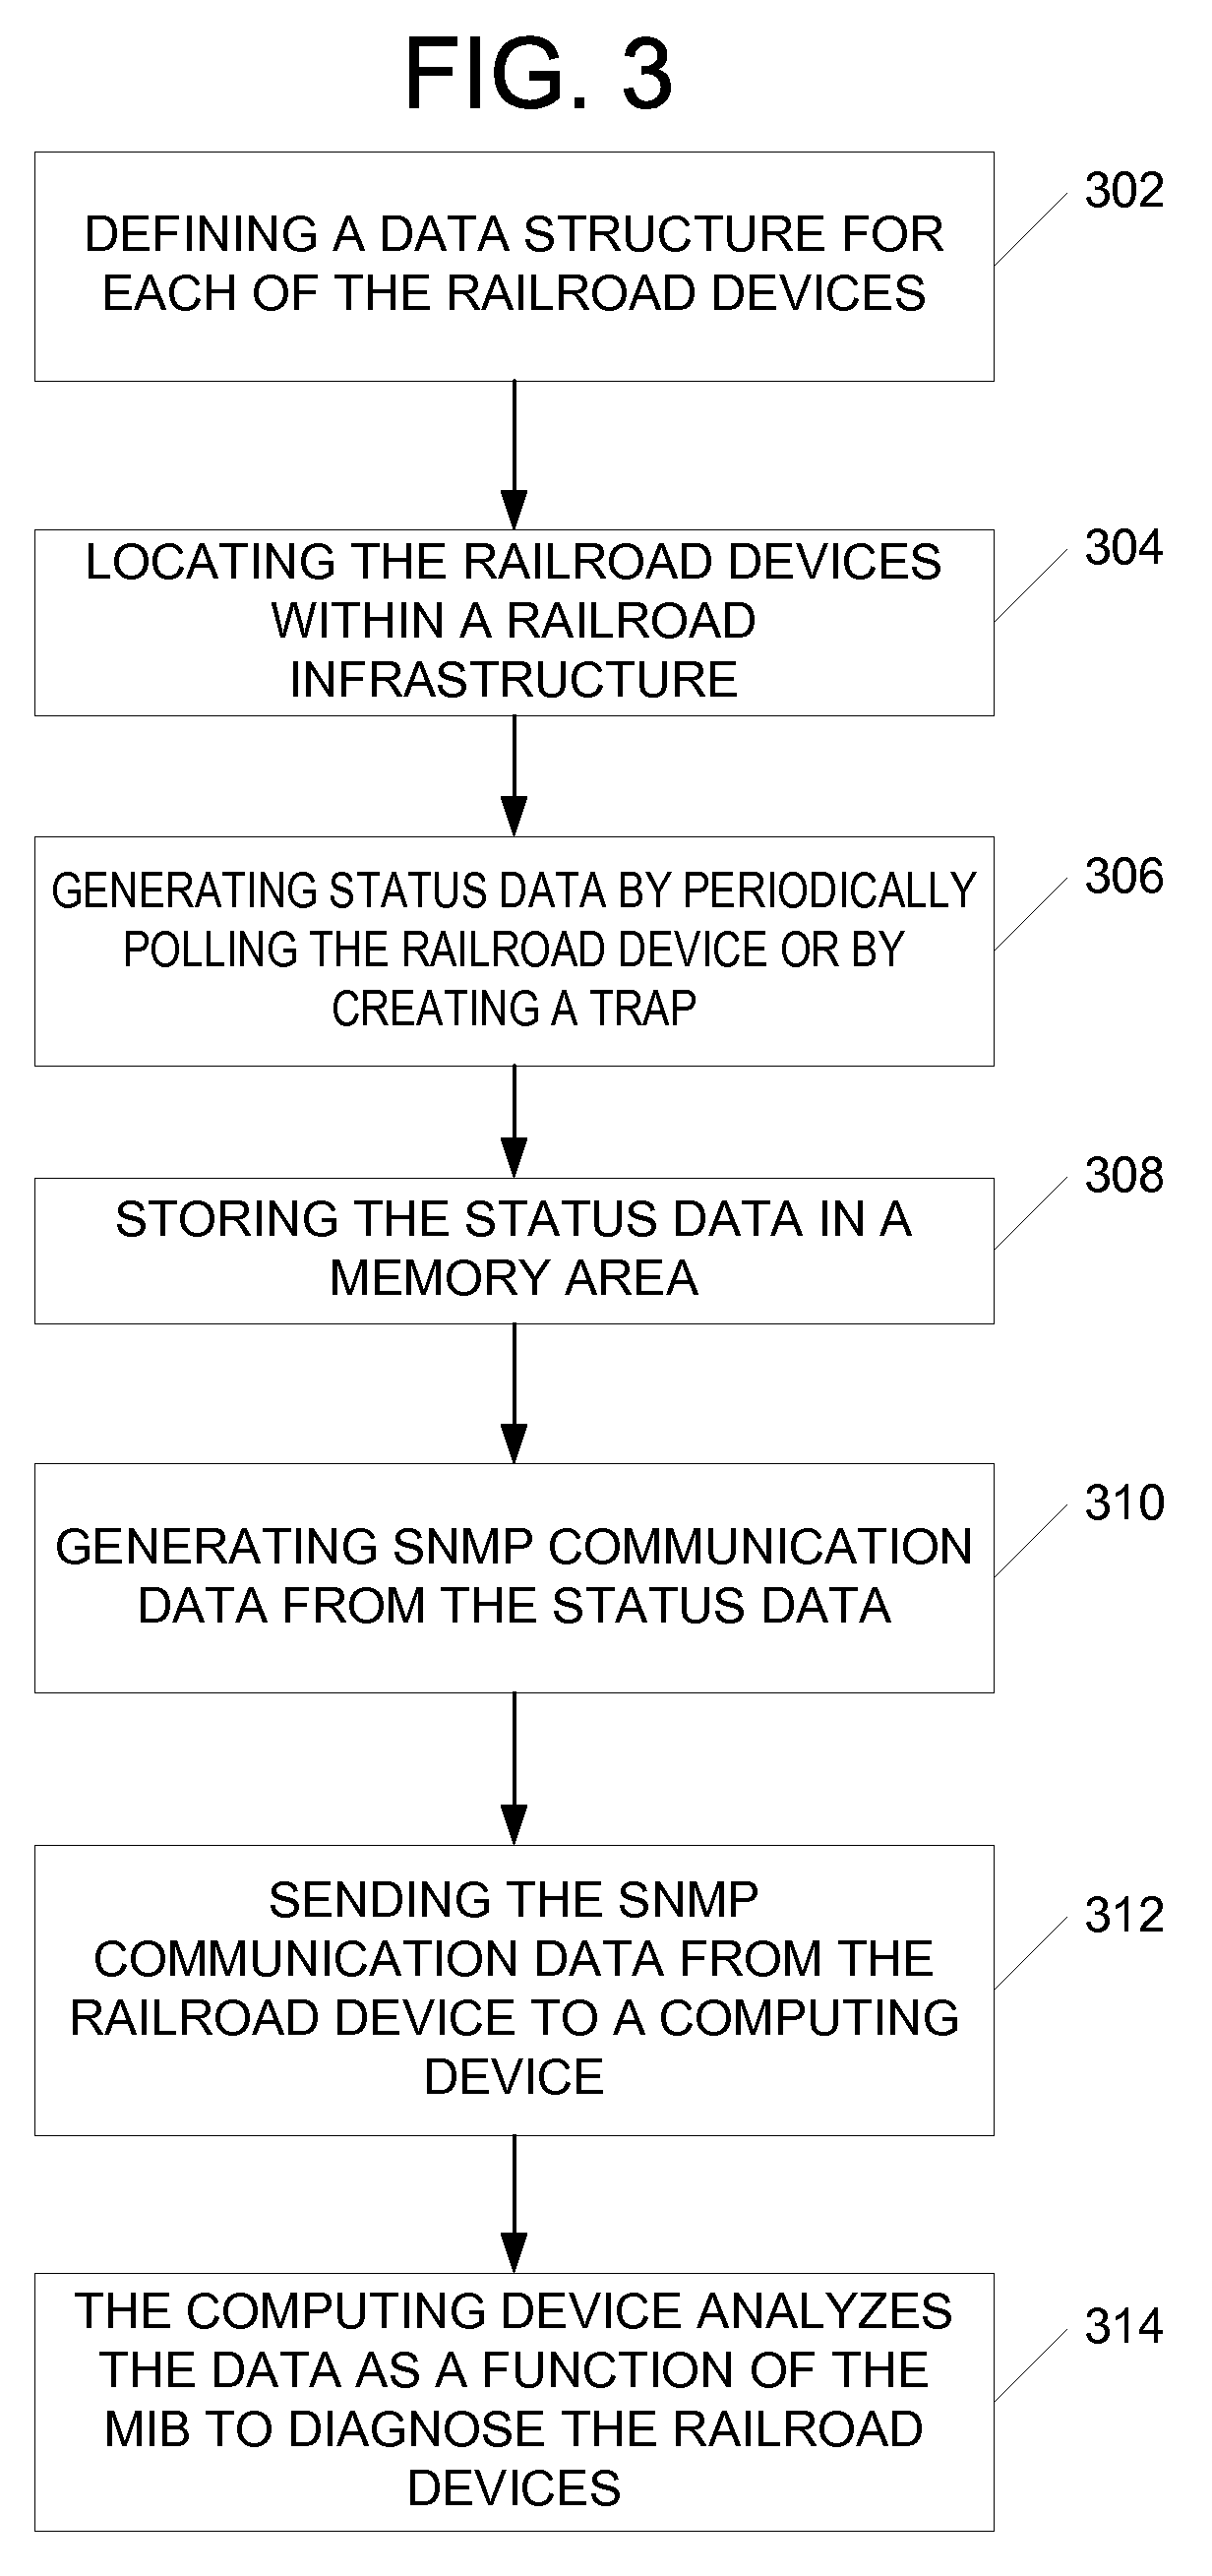 FIG. 3
302
DEFINING A DATA STRUCTURE FOR
EACH OF THE RAILROAD DEVICES
304
LOCATING THE RAILROAD DEVICES
WITHIN A RAILROAD
INFRASTRUCTURE
306
GENERATING STATUS DATA BY PERIODICALLY
POLLING THE RAILROAD DEVICE OR BY
CREATING A TRAP
308
STORING THE STATUS DATA IN A
MEMORY AREA
310
GENERATING SNMP COMMUNICATION
DATA FROM THE STATUS DATA
312
SENDING THE SNMP
COMMUNICATION DATA FROM THE
RAILROAD DEVICE TO A COMPUTING
DEVICE
314
THE COMPUTING DEVICE ANALYZES
THE DATA AS A FUNCTION OF THE
MIB TO DIAGNOSE THE RAILROAD
DEVICES